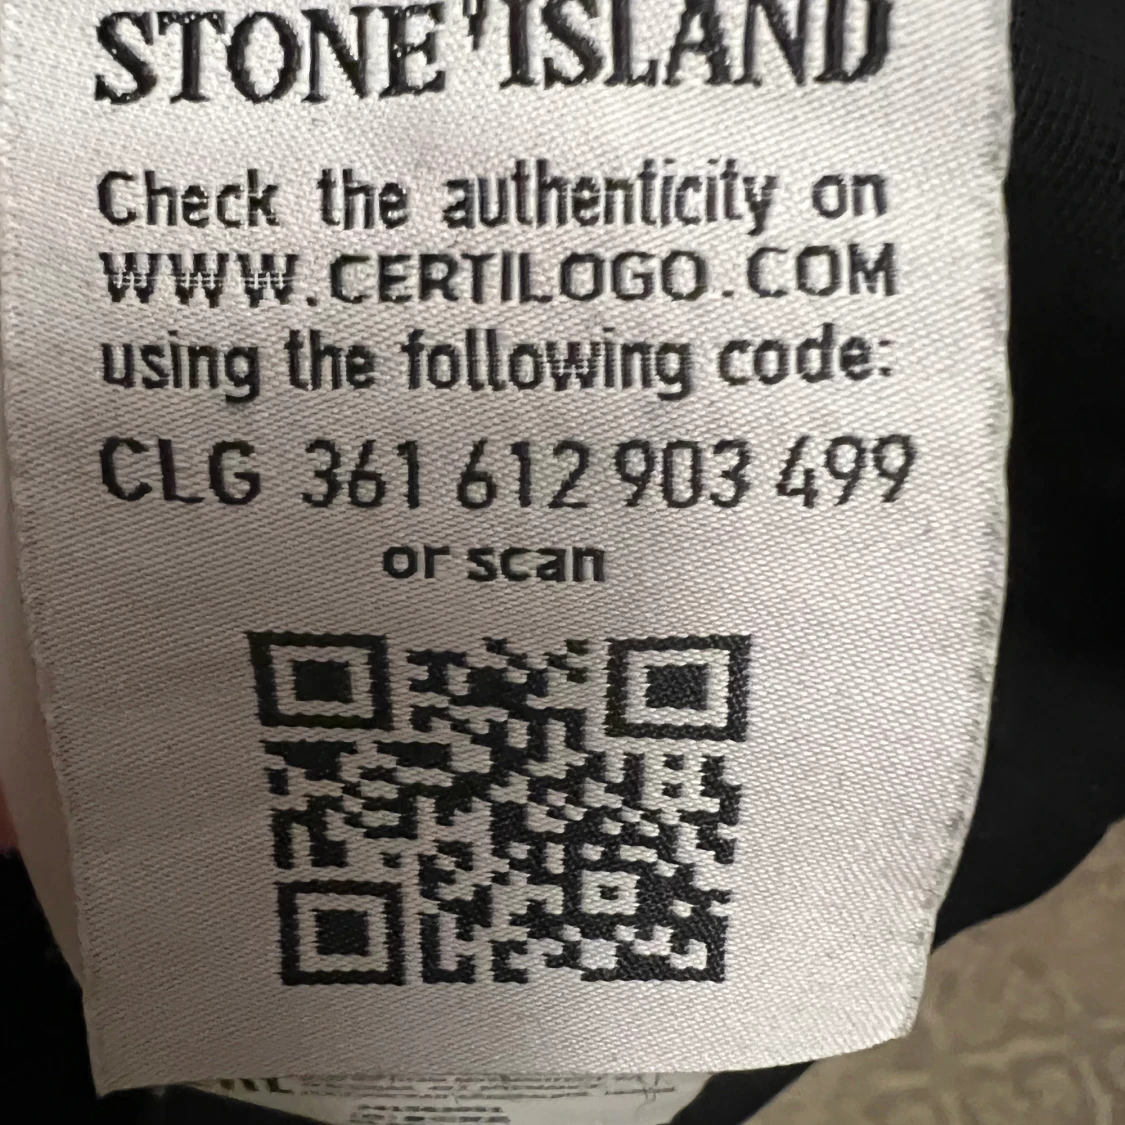 STONE ISLAND
Check the authenticity on
WWW.CERTILOGO.COM
using the following code:
CLG 361 612 903 499
or scan